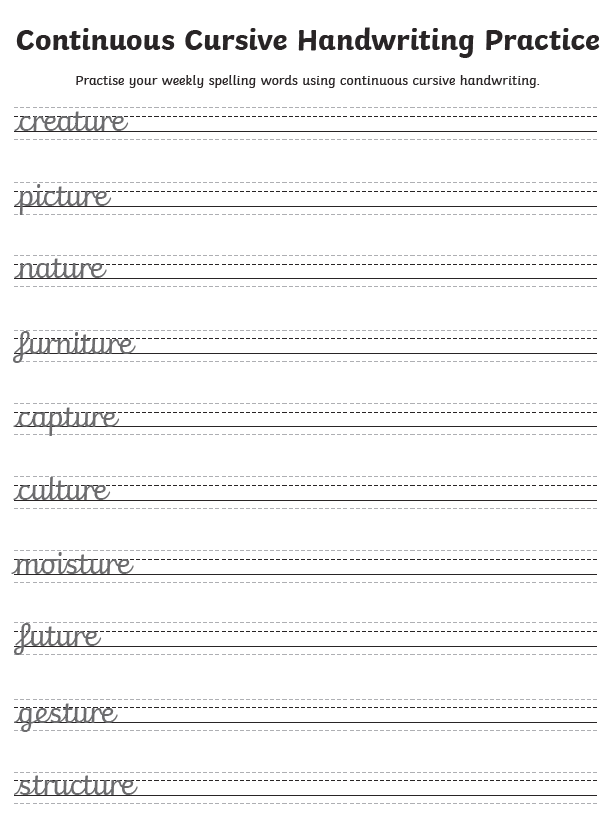 Continuous Cursive Handwriting Practice
Practise your weekly spelling words using continuous cursive handwriting.
creature
picture
nature
furniture
capture
culture
moisture
future
gesture
structure